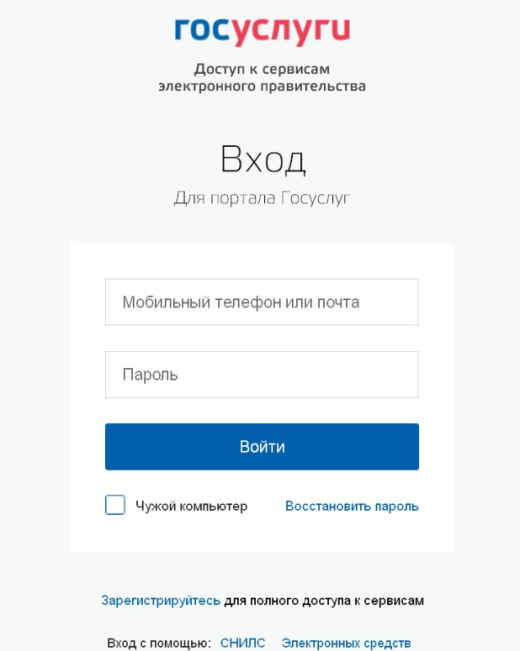 госуслуги
Доступ к сервисам
электронного правительства
Вход
Для портала Госуслуг
Мобильный телефон или почта
Пароль
Войти
Чужой компьютер Восстановить пароль
Зарегистрируйтесь для полного доступа к сервисам
Вход с помощью: СНИЛС Электронных средств